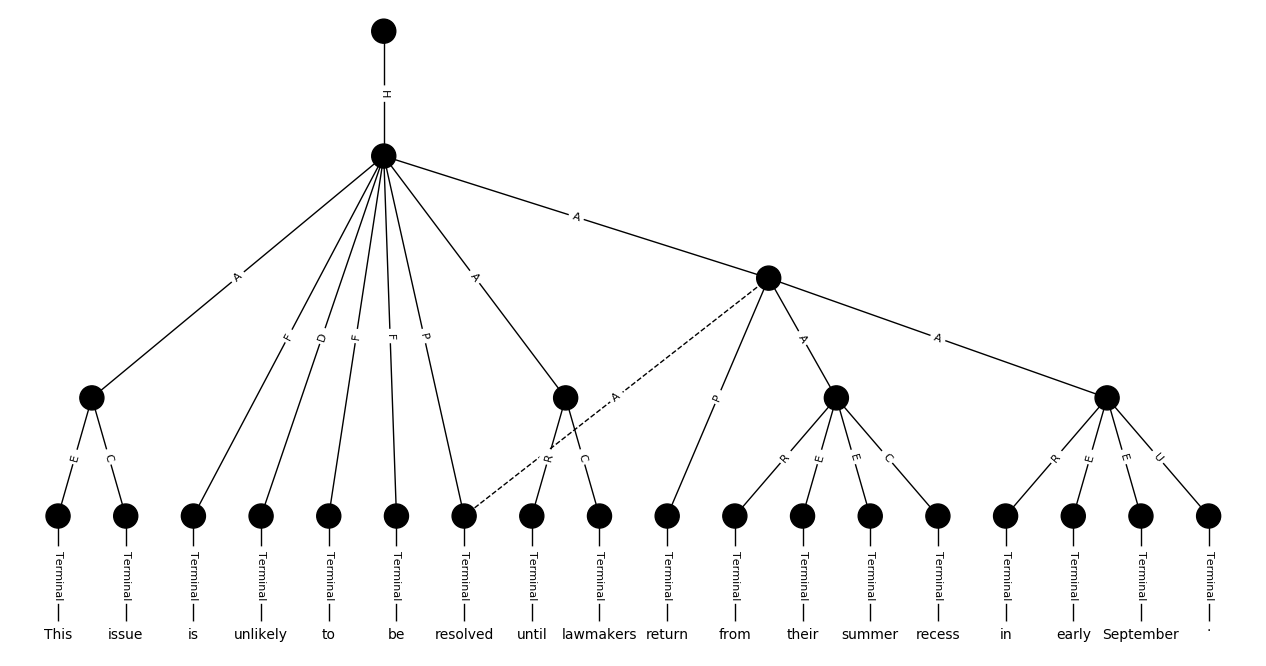 H
A
A
A
F
D
F
F
P
A
A
A
P
E
C
R
C
R
E
E
C
R
E
E
U
Terminal Terminal Terminal Terminal Terminal Terminal Terminal Terminal Terminal Terminal Terminal Terminal Terminal Terminal Terminal Terminal Terminal Terminal
This issue is unlikely to be resolved until lawmakers return from their summer recess in early September .